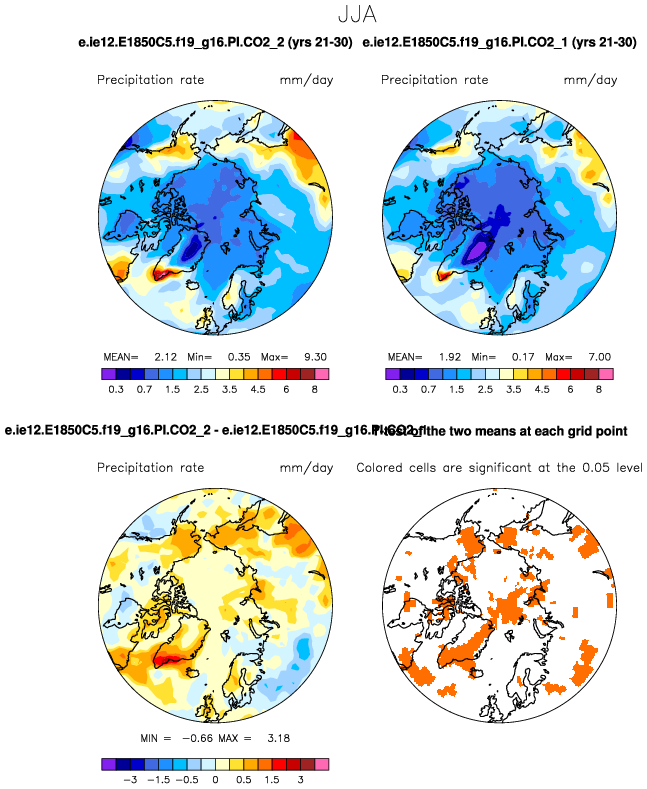 JJA
e.ie12.E1850C5.f19_g16.PI.CO2_2 (yrs 21-30) e.ie12.E1850C5.f19_g16.PI.CO2_1 (yrs 21-30)
Precipitation rate mm/day Precipitation rate mm/day
MEAN= 2.12 Min= 0.35 Max= 9.30 MEAN= 1.92 Min= 0.17 Max= 7.00
0.3 0.7 1.5 2.5 3.5 4.5 6 8 0.3 0.7 1.5 2.5 3.5 4.5 6 8
e.ie12.E1850C5.f19_g16.PI.CO2_2 - e.ie12.E1850C5.f19_g16.PI.CO2_1 T-test of the two means at each grid point
Precipitation rate mm/day Colored cells are significant at the 0.05 level
MIN = -0.66 MAX = 3.18
-3 -1.5 -0.5 0 0.5 1.5 3